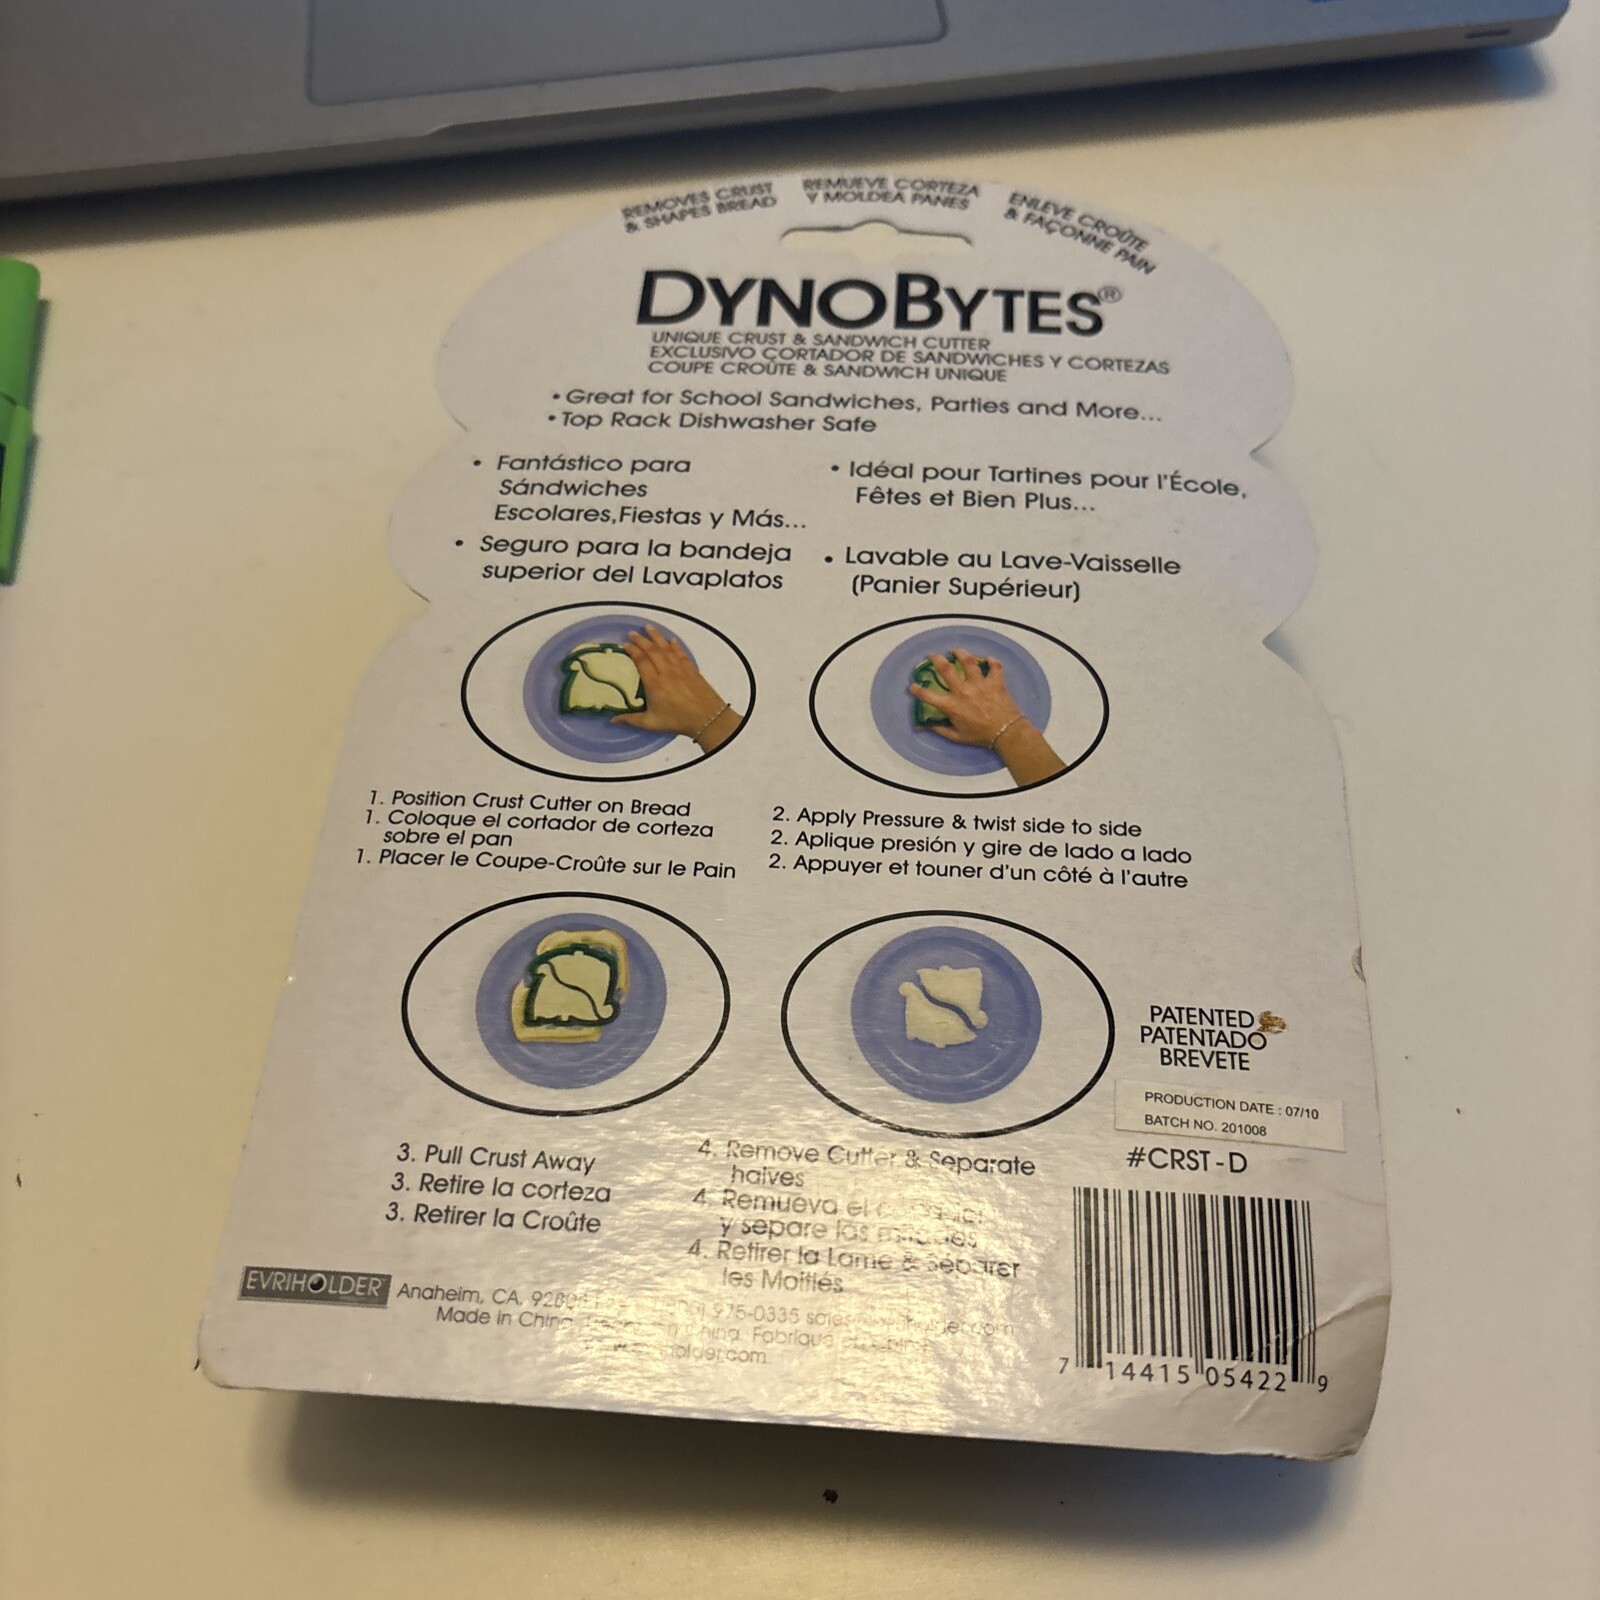 REMOVES CRUST
& SHAPES BREAD
REMUEVE CORTEZA
Y MOLDEA PANES
ENLEVE CROÛTE
& FAÇONNE PAIN
DYNOBYTES®
UNIQUE CRUST & SANDWICH CUTTER
EXCLUSIVO CORTADOR DE SANDWICHES Y CORTEZAS
COUPE CROÛTE & SANDWICH UNIQUE
• Great for School Sandwiches, Parties and More...
• Top Rack Dishwasher Safe
• Fantástico para
Sándwiches
Escolares,Fiestas y Más...
• Seguro para la bandeja
superior del Lavaplatos
• Idéal pour Tartines pour l'École,
Fêtes et Bien Plus...
• Lavable au Lave-Vaisselle
(Panier Supérieur)
1. Position Crust Cutter on Bread
1. Coloque el cortador de corteza
sobre el pan
1. Placer le Coupe-Croûte sur le Pain
2. Apply Pressure & twist side to side
2. Aplique presión y gire de lado a lado
2. Appuyer et touner d'un côté à l'autre
3. Pull Crust Away
3. Retire la corteza
3. Retirer la Croûte
4. Remove Cutter & Separate
halves
4. Remueva el
y separe las
4. Retirer la Lame & Séparer
les Moitiés
PATENTED
PATENTADO
BREVETE
PRODUCTION DATE : 07/10
BATCH NO. 201008
#CRST-D
7 14415 05422 9
EVRIHOLDER
Anaheim, CA, 975-0335
Made in China. China. Fabriqué